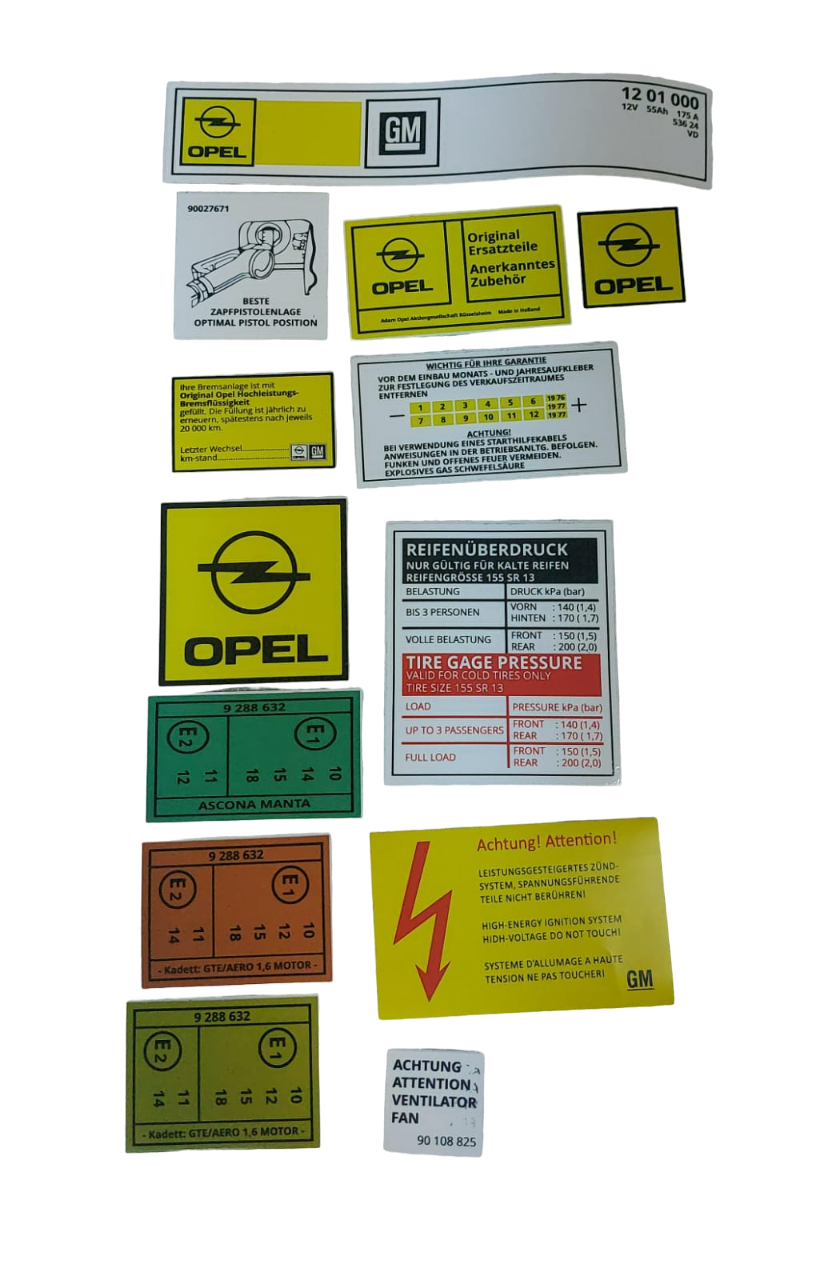 OPEL
GM
12 01 000
12V 55Ah 175 A
536 24
VD
90027671
BESTE
ZAPFPISTOLENLAGE
OPTIMAL PISTOL POSITION
OPEL
Original
Ersatzteile
Anerkanntes
Zubehör
Adam Opel Aktiengesellschaft Rüsselsheim Made in Holland
OPEL
Ihre Bremsanlage ist mit
Original Opel Hochleistungs-
Bremsflüssigkeit
gefüllt. Die Füllung ist jährlich zu
erneuern, spätestens nach jeweils
20 000 km.
Letzter Wechsel
km-stand
GM
WICHTIG FÜR IHRE GARANTIE
VOR DEM EINBAU MONATS - UND JAHRESAUFKLEBER
ZUR FESTLEGUNG DES VERKAUFSZEITRAUMES
ENTFERNEN
1 2 3 4 5 6 1976
1977
7 8 9 10 11 12 1977
— +
ACHTUNG!
BEI VERWENDUNG EINES STARTHILFEKABELS
ANWEISUNGEN IN DER BETRIEBSANLTG. BEFOLGEN.
FUNKEN UND OFFENES FEUER VERMEIDEN.
EXPLOSIVES GAS SCHWEFELSÄURE
OPEL
REIFENÜBERDRUCK
NUR GÜLTIG FÜR KALTE REIFEN
REIFENGRÖSSE 155 SR 13
BELASTUNG DRUCK kPa (bar)
BIS 3 PERSONEN VORN : 140 (1,4)
HINTEN : 170 ( 1,7)
VOLLE BELASTUNG FRONT : 150 (1,5)
REAR : 200 (2,0)
TIRE GAGE PRESSURE
VALID FOR COLD TIRES ONLY
TIRE SIZE 155 SR 13
LOAD PRESSURE kPa (bar)
UP TO 3 PASSENGERS FRONT : 140 (1,4)
REAR : 170 ( 1,7)
FULL LOAD FRONT : 150 (1,5)
REAR : 200 (2,0)
9 288 632
E2 E1
12 11 18 15 14 10
ASCONA MANTA
9 288 632
E2 E1
14 11 18 15 12 10
- Kadett: GTE/AERO 1,6 MOTOR -
9 288 632
E2 E1
14 11 18 15 12 10
- Kadett: GTE/AERO 1,6 MOTOR -
Achtung! Attention!
LEISTUNGSGESTEIGERTES ZÜND-
SYSTEM, SPANNUNGSFÜHRENDE
TEILE NICHT BERÜHREN!
HIGH-ENERGY IGNITION SYSTEM
HIDH-VOLTAGE DO NOT TOUCH!
SYSTEME D'ALLUMAGE A HAUTE
TENSION NE PAS TOUCHER!
GM
ACHTUNG
ATTENTION
VENTILATOR
FAN
90 108 825